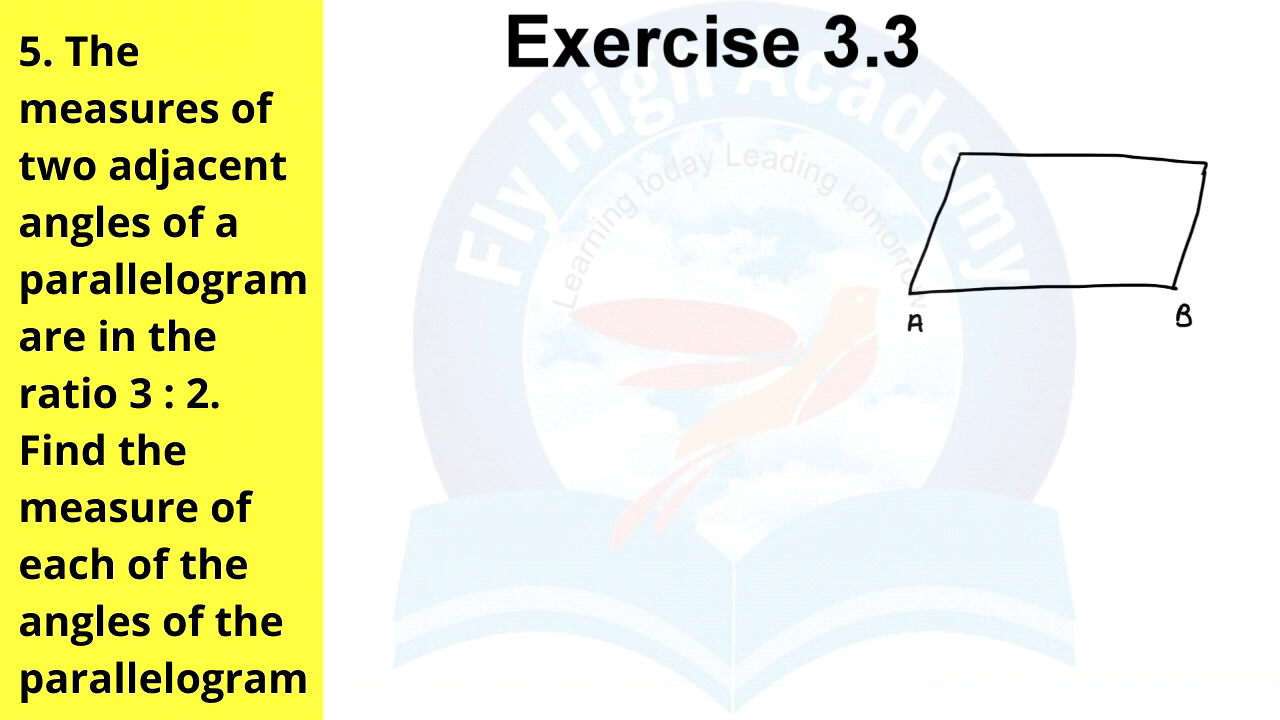 Exercise 3.3
5. The
measures of
two adjacent
angles of a
parallelogram
are in the
ratio 3 : 2.
Find the
measure of
each of the
angles of the
parallelogram
Fly High Academy
Learning today Leading tomorrow
A
B